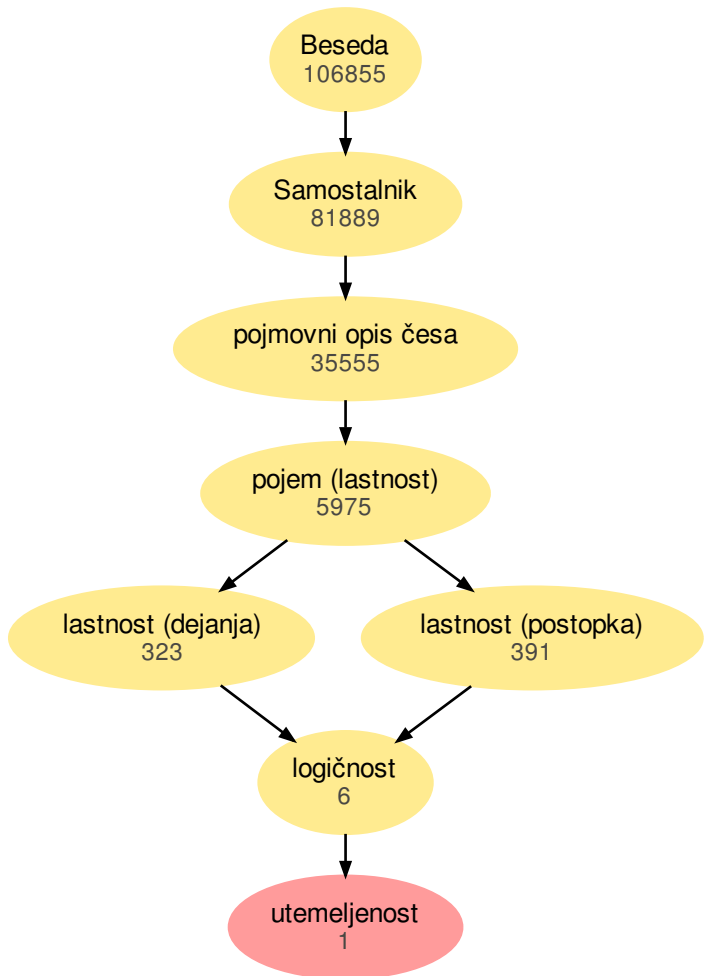 Beseda
106855
Samostalnik
81889
pojmovni opis česa
35555
pojem (lastnost)
5975
lastnost (dejanja)
323
lastnost (postopka)
391
logičnost
6
utemeljenost
1